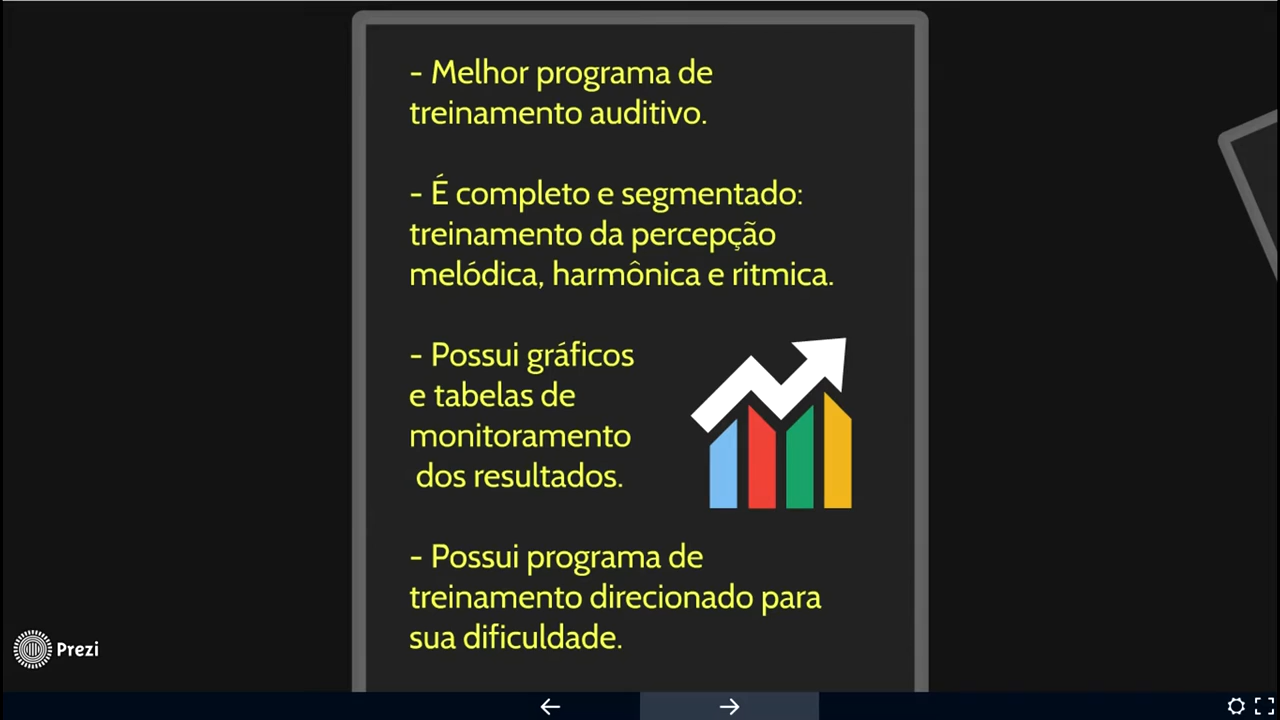 - Melhor programa de
treinamento auditivo.
- É completo e segmentado:
treinamento da percepção
melódica, harmônica e ritmica.
- Possui gráficos
e tabelas de
monitoramento
dos resultados.
- Possui programa de
treinamento direcionado para
sua dificuldade.
Prezi